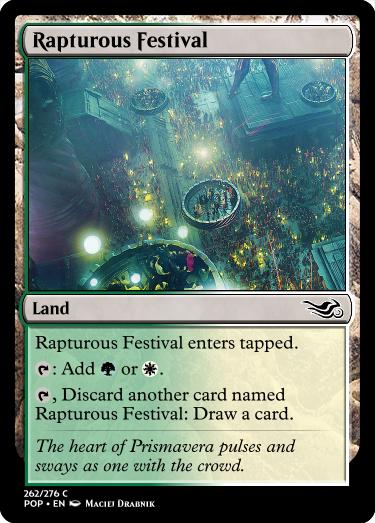 Rapturous Festival
Land
Rapturous Festival enters tapped.
: Add or .
, Discard another card named
Rapturous Festival: Draw a card.
The heart of Prismavera pulses and
sways as one with the crowd.
262/276 C
POP • EN Maciej Drabnik